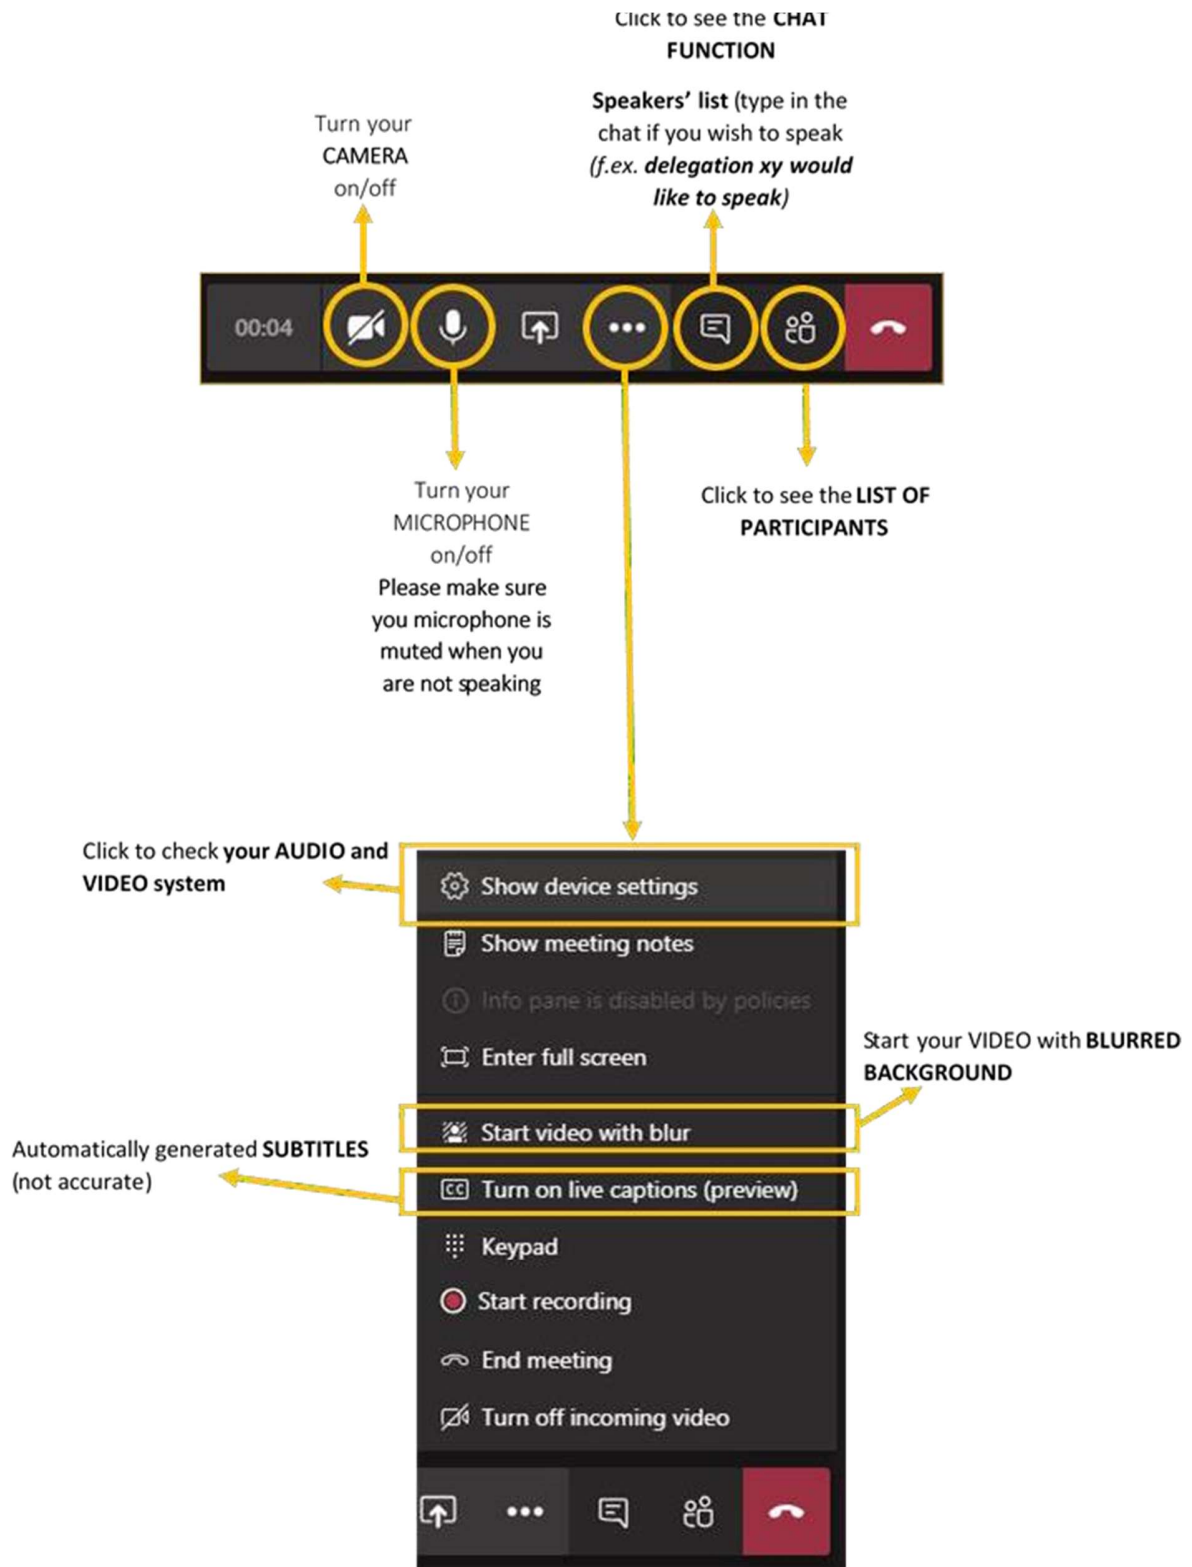 Click to see the CHAT
FUNCTION
Speakers' list (type in the
chat if you wish to speak
(f.ex. delegation xy would
like to speak)
Turn your
CAMERA
on/off
00:04
Turn your
MICROPHONE
on/off
Please make sure
you microphone is
muted when you
are not speaking
Click to see the LIST OF
PARTICIPANTS
Click to check your AUDIO and
VIDEO system
Show device settings
Show meeting notes
Info pane is disabled by policies
Enter full screen
Start your VIDEO with BLURRED
BACKGROUND
Start video with blur
Automatically generated SUBTITLES
(not accurate)
CC Turn on live captions (preview)
Keypad
Start recording
End meeting
Turn off incoming video